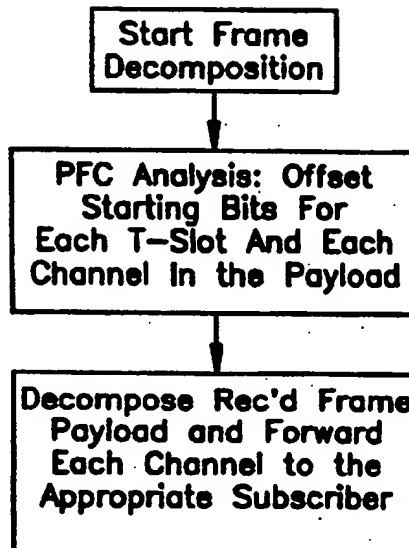 Start Frame
Decomposition
PFC Analysis: Offset
Starting Bits For
Each T-Slot And Each
Channel In the Payload
Decompose Rec'd Frame
Payload and Forward
Each Channel to the
Appropriate Subscriber